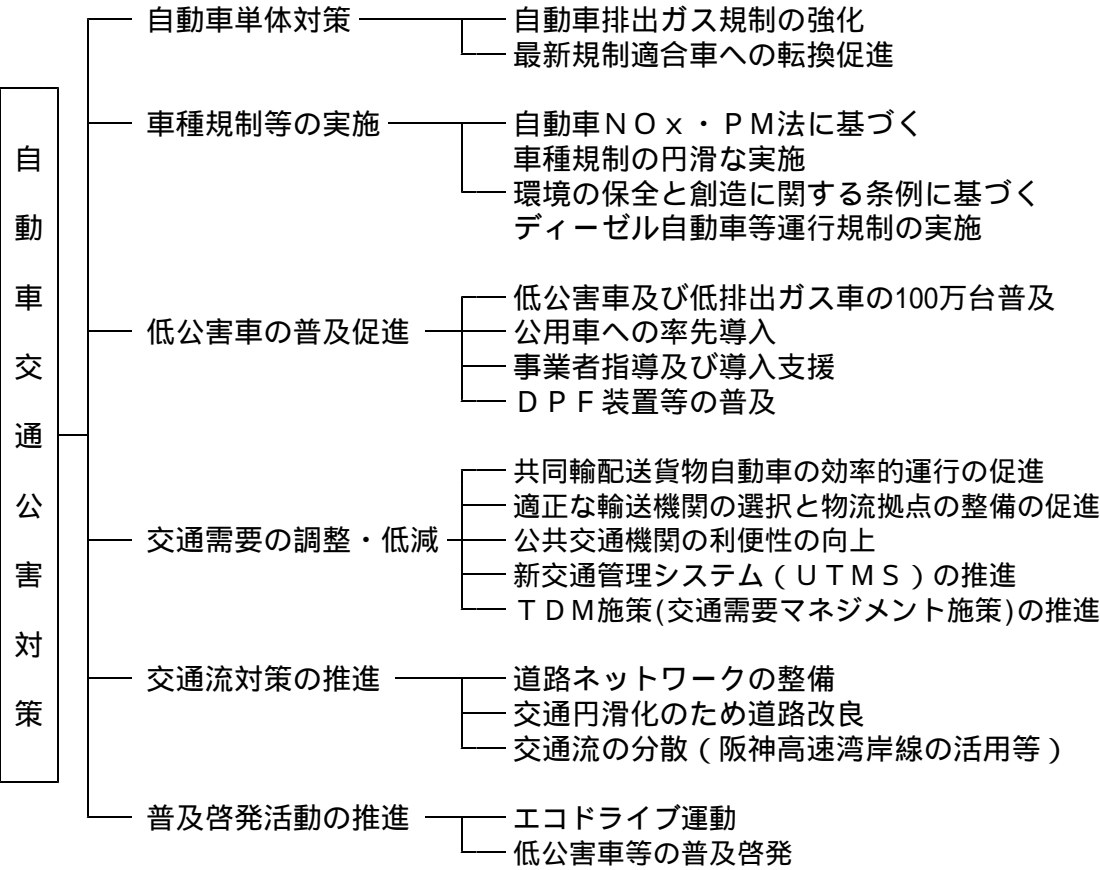 自動車交通公害対策
自動車単体対策
自動車排出ガス規制の強化
最新規制適合車への転換促進
車種規制等の実施
自動車ＮＯｘ・ＰＭ法に基づく
車種規制の円滑な実施
環境の保全と創造に関する条例に基づく
ディーゼル自動車等運行規制の実施
低公害車の普及促進
低公害車及び低排出ガス車の100万台普及
公用車への率先導入
事業者指導及び導入支援
ＤＰＦ装置等の普及
交通需要の調整・低減
共同輸配送貨物自動車の効率的運行の促進
適正な輸送機関の選択と物流拠点の整備の促進
公共交通機関の利便性の向上
新交通管理システム（ＵＴＭＳ）の推進
ＴＤＭ施策(交通需要マネジメント施策)の推進
交通流対策の推進
道路ネットワークの整備
交通円滑化のため道路改良
交通流の分散（阪神高速湾岸線の活用等）
普及啓発活動の推進
エコドライブ運動
低公害車等の普及啓発